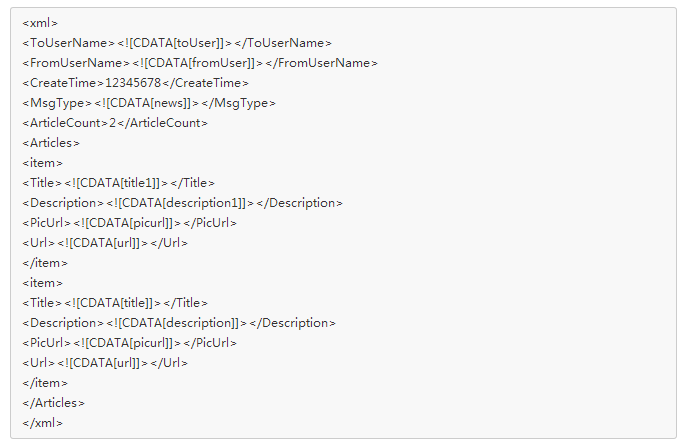 <xml>
<ToUserName><![CDATA[toUser]]></ToUserName>
<FromUserName><![CDATA[fromUser]]></FromUserName>
<CreateTime>12345678</CreateTime>
<MsgType><![CDATA[news]]></MsgType>
<ArticleCount>2</ArticleCount>
<Articles>
<item>
<Title><![CDATA[title1]]></Title>
<Description><![CDATA[description1]]></Description>
<PicUrl><![CDATA[picurl]]></PicUrl>
<Url><![CDATA[url]]></Url>
</item>
<item>
<Title><![CDATA[title]]></Title>
<Description><![CDATA[description]]></Description>
<PicUrl><![CDATA[picurl]]></PicUrl>
<Url><![CDATA[url]]></Url>
</item>
</Articles>
</xml>